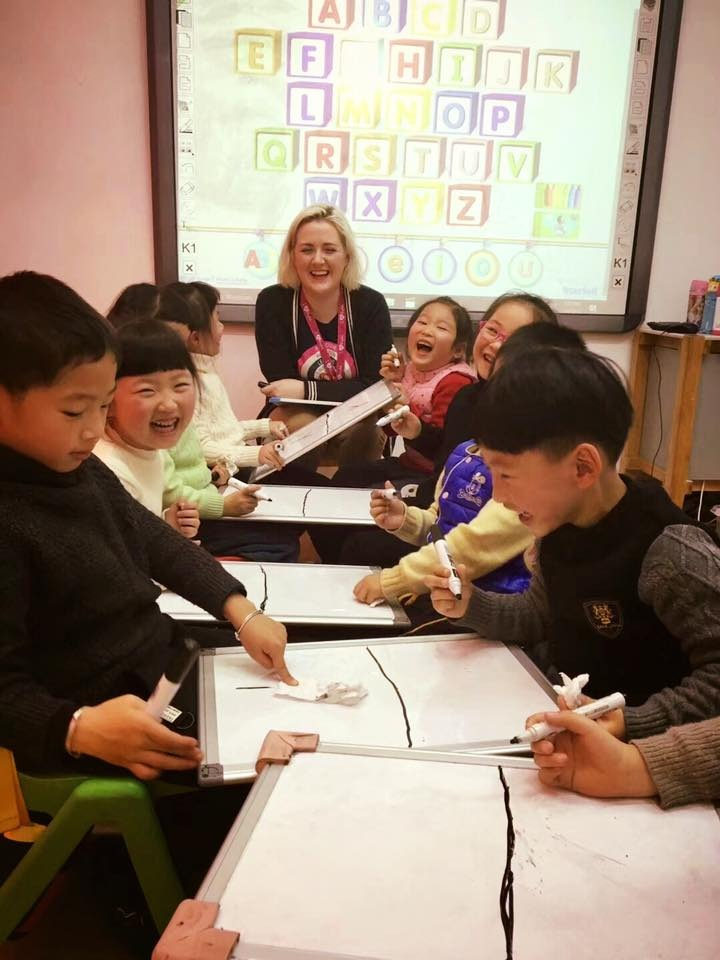 A B C D
E F H I J K
L M N O P
Q R S T U V
W X Y Z
K1 K1
A e i o u